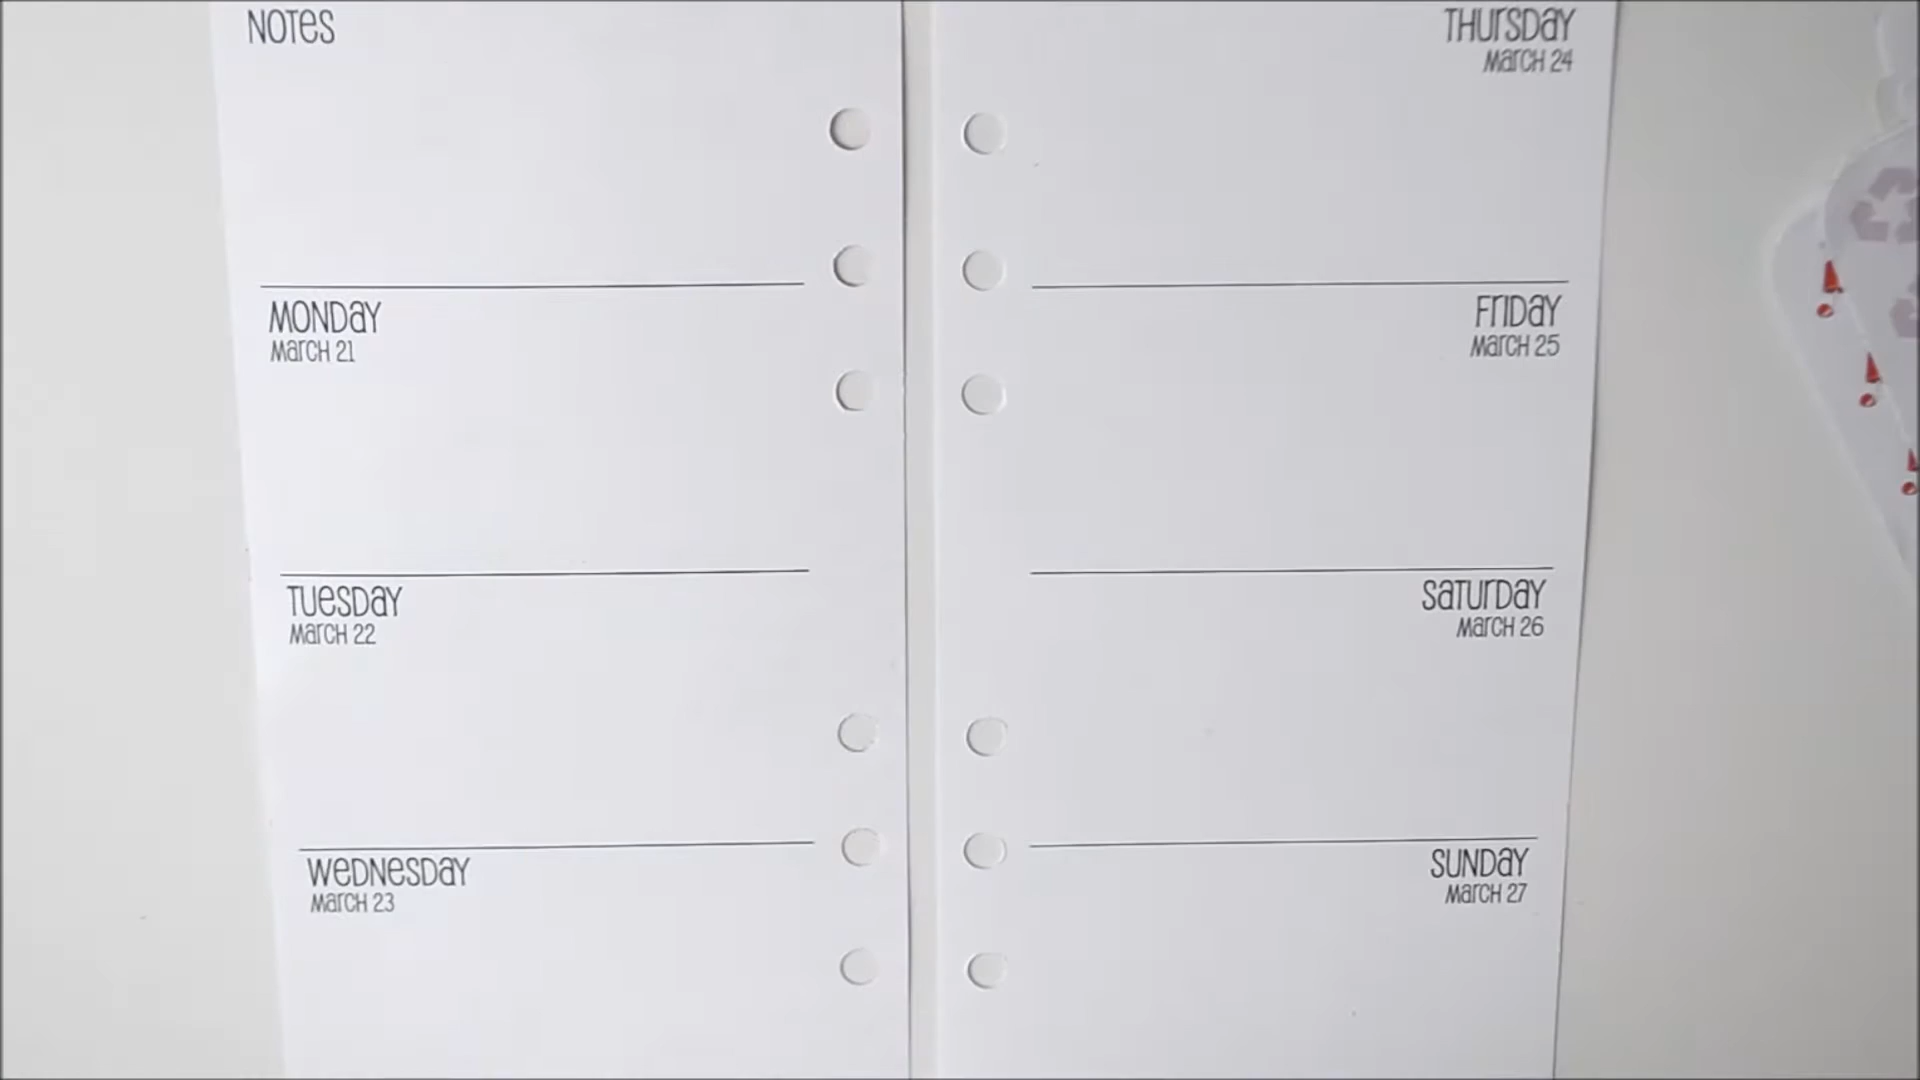 NOTES
MONDAY
MarCH 21
TUeSDAY
MarCH 22
WeDNeSDAY
MarCH 23
THUrSDAY
MarCH 24
FrIDAY
MarCH 25
SATUrDAY
MarCH 26
SUNDAY
MarCH 27